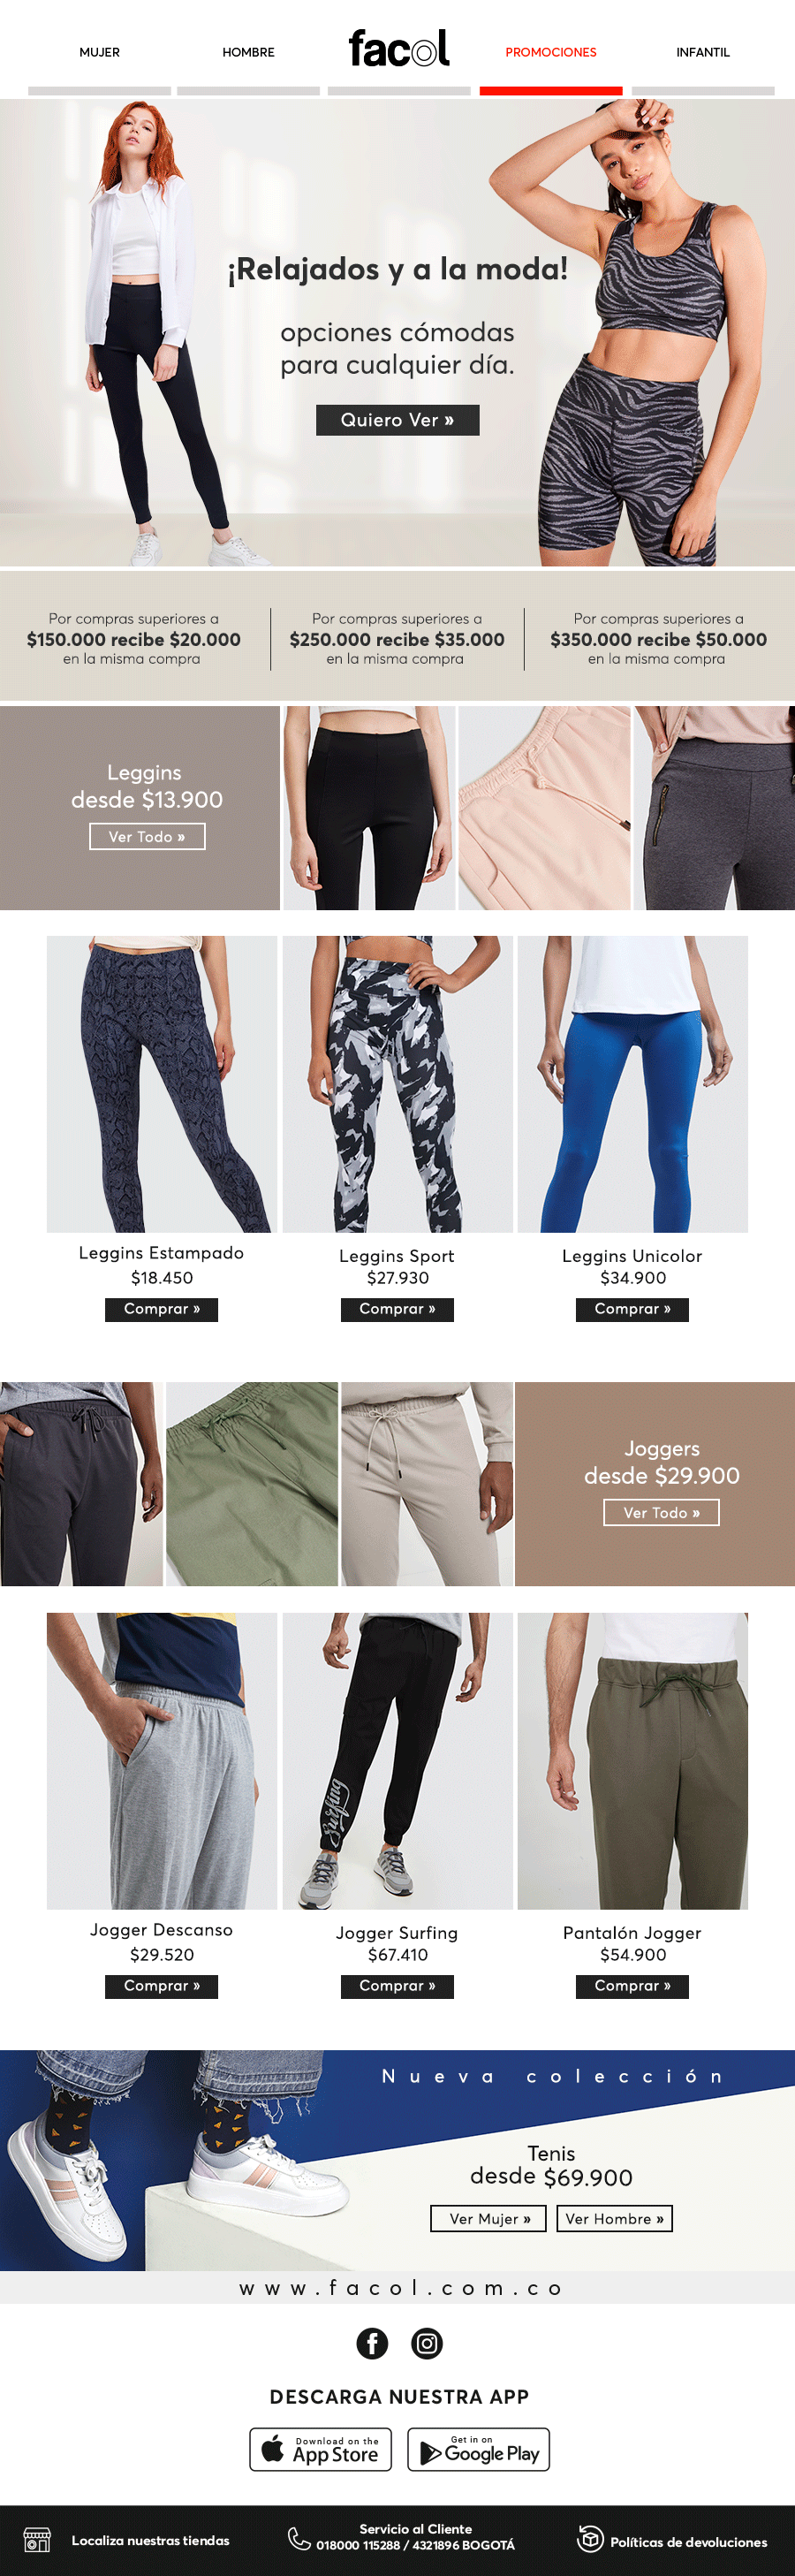 MUJER
HOMBRE
facol
PROMOCIONES
INFANTIL
¡Relajados y a la moda!
opciones cómodas
para cualquier día.
Quiero Ver »
Por compras superiores a
$150.000 recibe $20.000
en la misma compra
Por compras superiores a
$250.000 recibe $35.000
en la misma compra
Por compras superiores a
$350.000 recibe $50.000
en la misma compra
Leggins
desde $13.900
Ver Todo »
Leggins Estampado
$18.450
Comprar »
Leggins Sport
$27.930
Comprar »
Leggins Unicolor
$34.900
Comprar »
Joggers
desde $29.900
Ver Todo »
Surfing
Jogger Descanso
$29.520
Comprar »
Jogger Surfing
$67.410
Comprar »
Pantalón Jogger
$54.900
Comprar »
Nueva colección
Tenis
desde $69.900
Ver Mujer »
Ver Hombre »
www.facol.com.co
DESCARGA NUESTRA APP
Download on the
App Store
Get in on
Google Play
Localiza nuestras tiendas
Servicio al Cliente
018000 115288 / 4321896 BOGOTÁ
Políticas de devoluciones